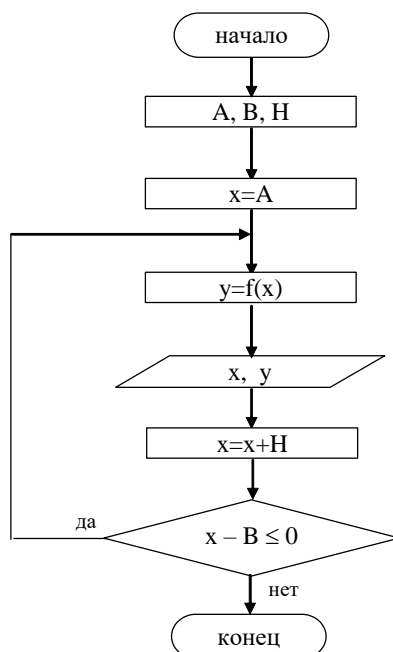 начало
A, B, H
x=A
y=f(x)
x, y
x=x+H
да
x – B ≤ 0
нет
конец